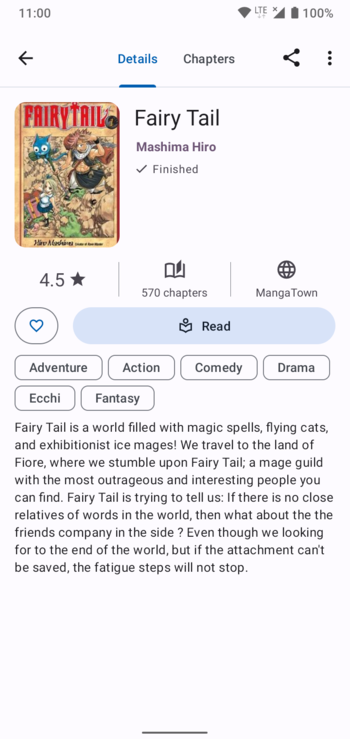 11:00
LTE
100%
Details
Chapters
FAIRY TAIL
Hiro Mashima
Fairy Tail
Mashima Hiro
Finished
4.5
570 chapters
MangaTown
Read
Adventure
Action
Comedy
Drama
Ecchi
Fantasy
Fairy Tail is a world filled with magic spells, flying cats,
and exhibitionist ice mages! We travel to the land of
Fiore, where we stumble upon Fairy Tail; a mage guild
with the most outrageous and interesting people you
can find. Fairy Tail is trying to tell us: If there is no close
relatives of words in the world, then what about the the
friends company in the side ? Even though we looking
for to the end of the world, but if the attachment can't
be saved, the fatigue steps will not stop.